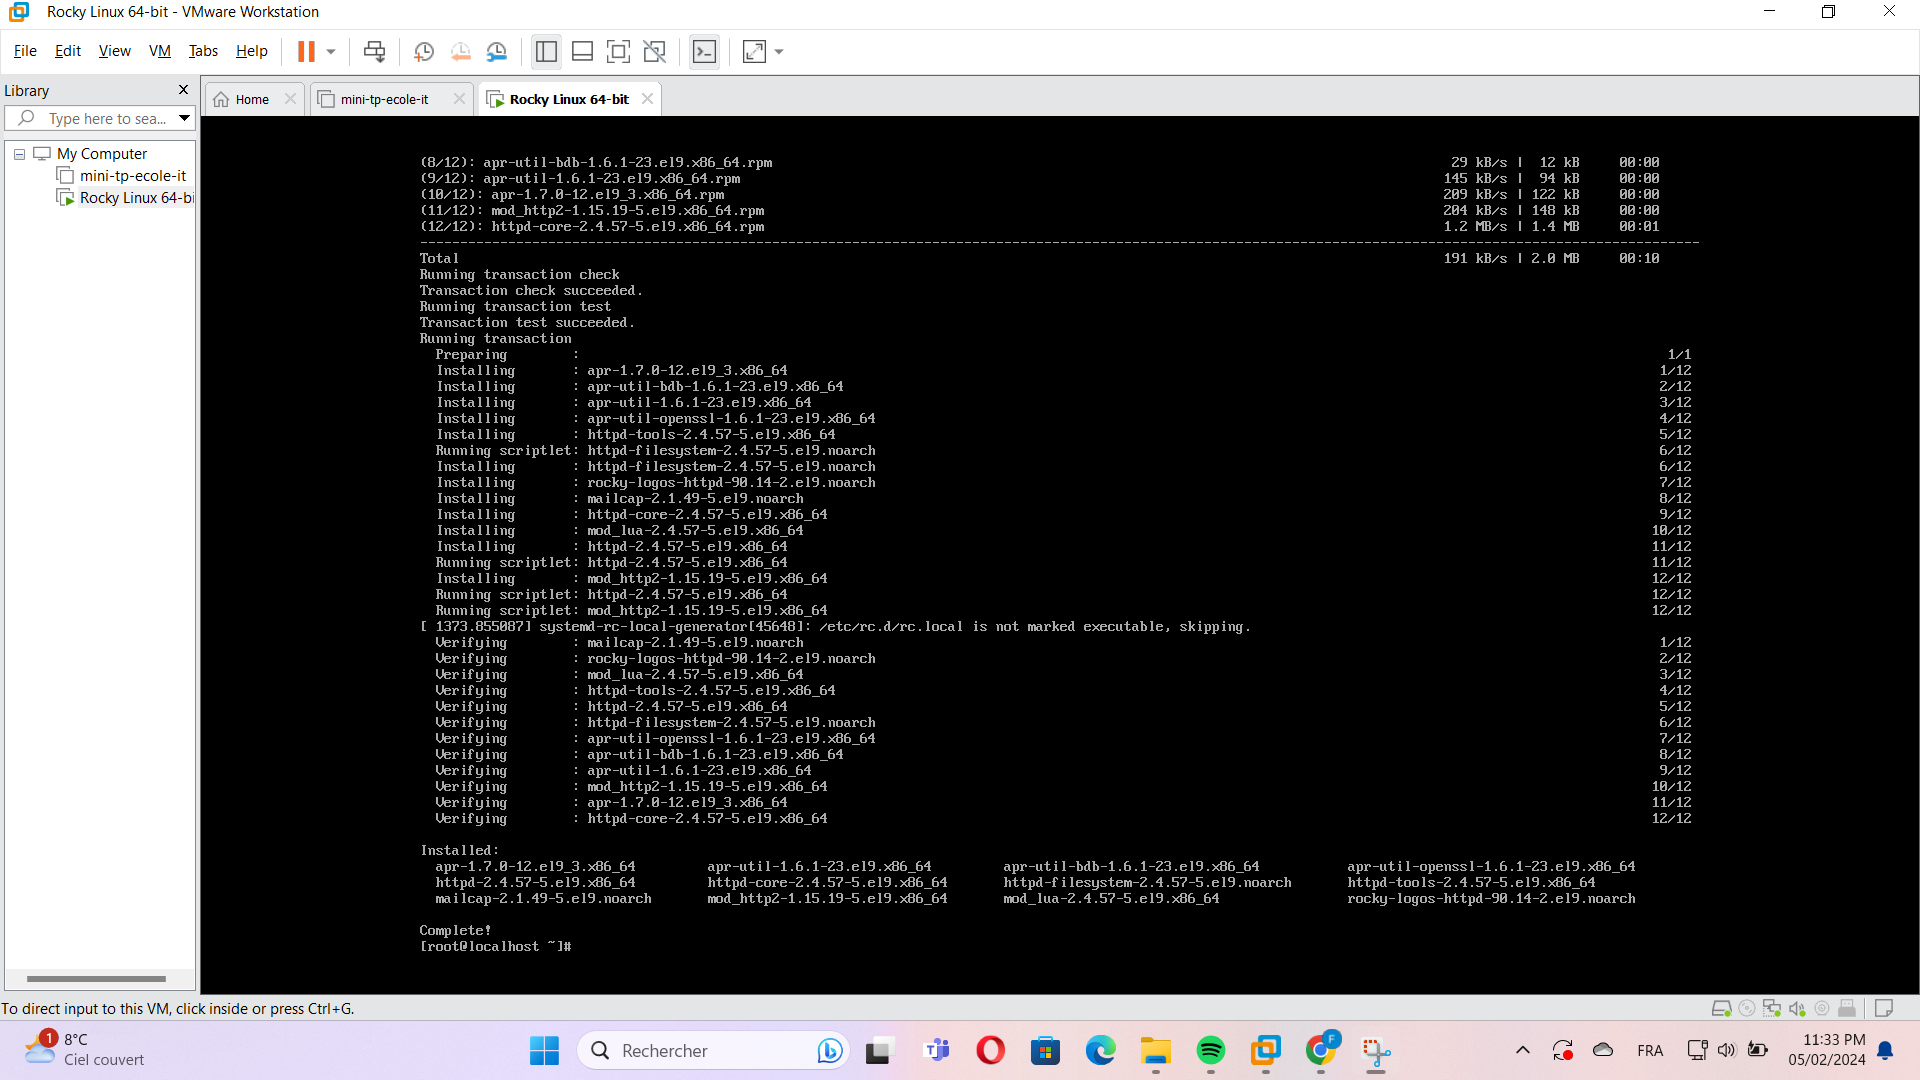 Rocky Linux 64-bit - VMware Workstation
File Edit View VM Tabs Help
Library
Home mini-tp-ecole-it Rocky Linux 64-bit
Type here to sea...
My Computer
mini-tp-ecole-it
Rocky Linux 64-bi
(8/12): apr-util-bdb-1.6.1-23.el9.x86_64.rpm 29 kB/s | 12 kB 00:00
(9/12): apr-util-1.6.1-23.el9.x86_64.rpm 145 kB/s | 94 kB 00:00
(10/12): apr-1.7.0-12.el9_3.x86_64.rpm 209 kB/s | 122 kB 00:00
(11/12): mod_http2-1.15.19-5.el9.x86_64.rpm 204 kB/s | 148 kB 00:00
(12/12): httpd-core-2.4.57-5.el9.x86_64.rpm 1.2 MB/s | 1.4 MB 00:01
--------------------------------------------------------------------------------
Total 191 kB/s | 2.0 MB 00:10
Running transaction check
Transaction check succeeded.
Running transaction test
Transaction test succeeded.
Running transaction
Preparing : 1/1
Installing : apr-1.7.0-12.el9_3.x86_64 1/12
Installing : apr-util-bdb-1.6.1-23.el9.x86_64 2/12
Installing : apr-util-1.6.1-23.el9.x86_64 3/12
Installing : apr-util-openssl-1.6.1-23.el9.x86_64 4/12
Installing : httpd-tools-2.4.57-5.el9.x86_64 5/12
Running scriptlet: httpd-filesystem-2.4.57-5.el9.noarch 6/12
Installing : httpd-filesystem-2.4.57-5.el9.noarch 6/12
Installing : rocky-logos-httpd-90.14-2.el9.noarch 7/12
Installing : mailcap-2.1.49-5.el9.noarch 8/12
Installing : httpd-core-2.4.57-5.el9.x86_64 9/12
Installing : mod_lua-2.4.57-5.el9.x86_64 10/12
Installing : httpd-2.4.57-5.el9.x86_64 11/12
Running scriptlet: httpd-2.4.57-5.el9.x86_64 11/12
Installing : mod_http2-1.15.19-5.el9.x86_64 12/12
Running scriptlet: httpd-2.4.57-5.el9.x86_64 12/12
Running scriptlet: mod_http2-1.15.19-5.el9.x86_64 12/12
[ 1373.855087] systemd-rc-local-generator[45648]: /etc/rc.d/rc.local is not marked executable, skipping.
Verifying : mailcap-2.1.49-5.el9.noarch 1/12
Verifying : rocky-logos-httpd-90.14-2.el9.noarch 2/12
Verifying : mod_lua-2.4.57-5.el9.x86_64 3/12
Verifying : httpd-tools-2.4.57-5.el9.x86_64 4/12
Verifying : httpd-2.4.57-5.el9.x86_64 5/12
Verifying : httpd-filesystem-2.4.57-5.el9.noarch 6/12
Verifying : apr-util-openssl-1.6.1-23.el9.x86_64 7/12
Verifying : apr-util-bdb-1.6.1-23.el9.x86_64 8/12
Verifying : apr-util-1.6.1-23.el9.x86_64 9/12
Verifying : mod_http2-1.15.19-5.el9.x86_64 10/12
Verifying : apr-1.7.0-12.el9_3.x86_64 11/12
Verifying : httpd-core-2.4.57-5.el9.x86_64 12/12
Installed:
apr-1.7.0-12.el9_3.x86_64 apr-util-1.6.1-23.el9.x86_64 apr-util-bdb-1.6.1-23.el9.x86_64 apr-util-openssl-1.6.1-23.el9.x86_64
httpd-2.4.57-5.el9.x86_64 httpd-core-2.4.57-5.el9.x86_64 httpd-filesystem-2.4.57-5.el9.noarch httpd-tools-2.4.57-5.el9.x86_64
mailcap-2.1.49-5.el9.noarch mod_http2-1.15.19-5.el9.x86_64 mod_lua-2.4.57-5.el9.x86_64 rocky-logos-httpd-90.14-2.el9.noarch
Complete!
[root@localhost ~]#
To direct input to this VM, click inside or press Ctrl+G.
1
8°C
Ciel couvert
Rechercher
F
FRA
11:33 PM
05/02/2024